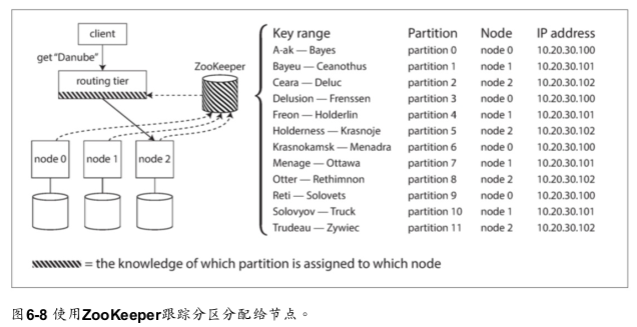 client
get "Danube"
routing tier
ZooKeeper
node 0
node 1
node 2
Key range Partition Node IP address
A-ak — Bayes partition 0 node 0 10.20.30.100
Bayeu — Ceanothus partition 1 node 1 10.20.30.101
Ceara — Deluc partition 2 node 2 10.20.30.102
Delusion — Frenssen partition 3 node 0 10.20.30.100
Freon — Holderlin partition 4 node 1 10.20.30.101
Holderness — Krasnoje partition 5 node 2 10.20.30.102
Krasnokamsk — Menadra partition 6 node 0 10.20.30.100
Menage — Ottawa partition 7 node 1 10.20.30.101
Otter — Rethimnon partition 8 node 2 10.20.30.102
Reti — Solovets partition 9 node 0 10.20.30.100
Solovyov — Truck partition 10 node 1 10.20.30.101
Trudeau — Zywiec partition 11 node 2 10.20.30.102
= the knowledge of which partition is assigned to which node
图6-8 使用ZooKeeper跟踪分区分配给节点。